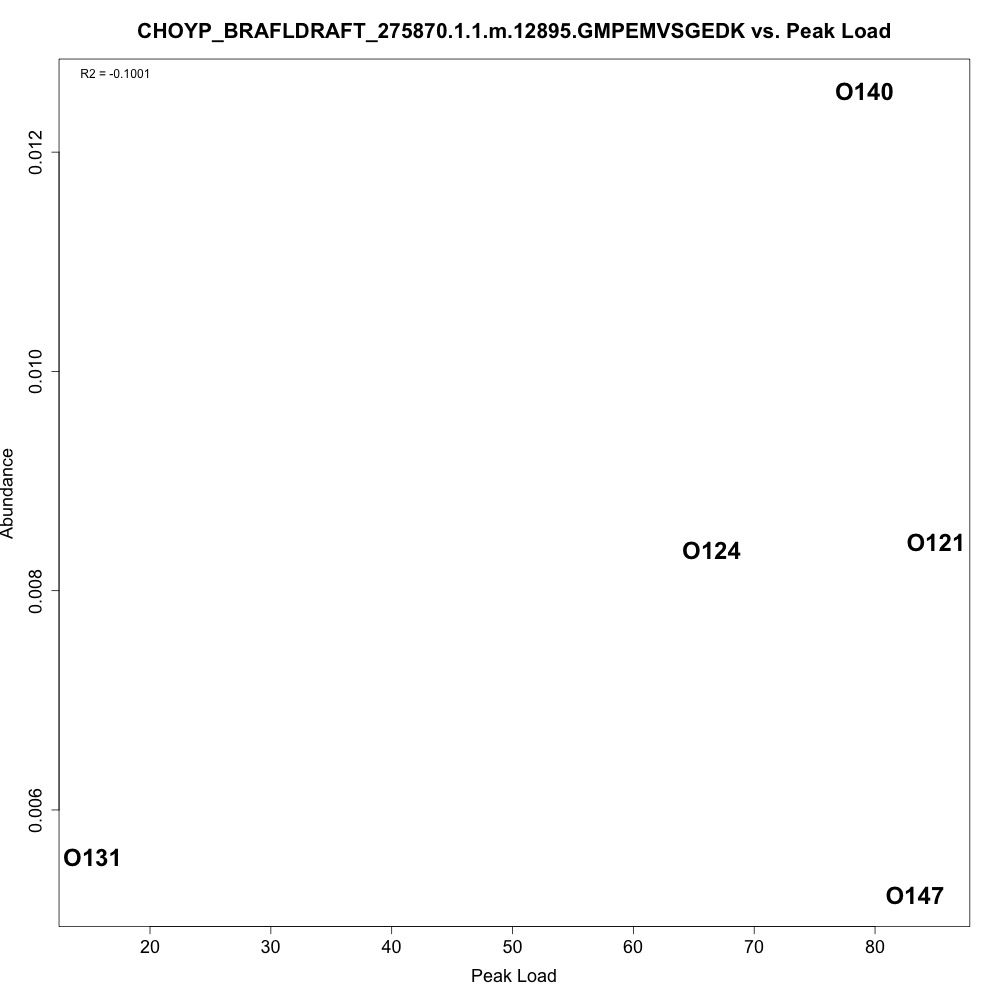 CHOYP_BRAFLDRAFT_275870.1.1.m.12895.GMPEMVSGEDK vs. Peak Load
R2 = -0.1001
O140
0.012
0.010
Abundance
O124
O121
0.008
0.006
O131
O147
20 30 40 50 60 70 80
Peak Load